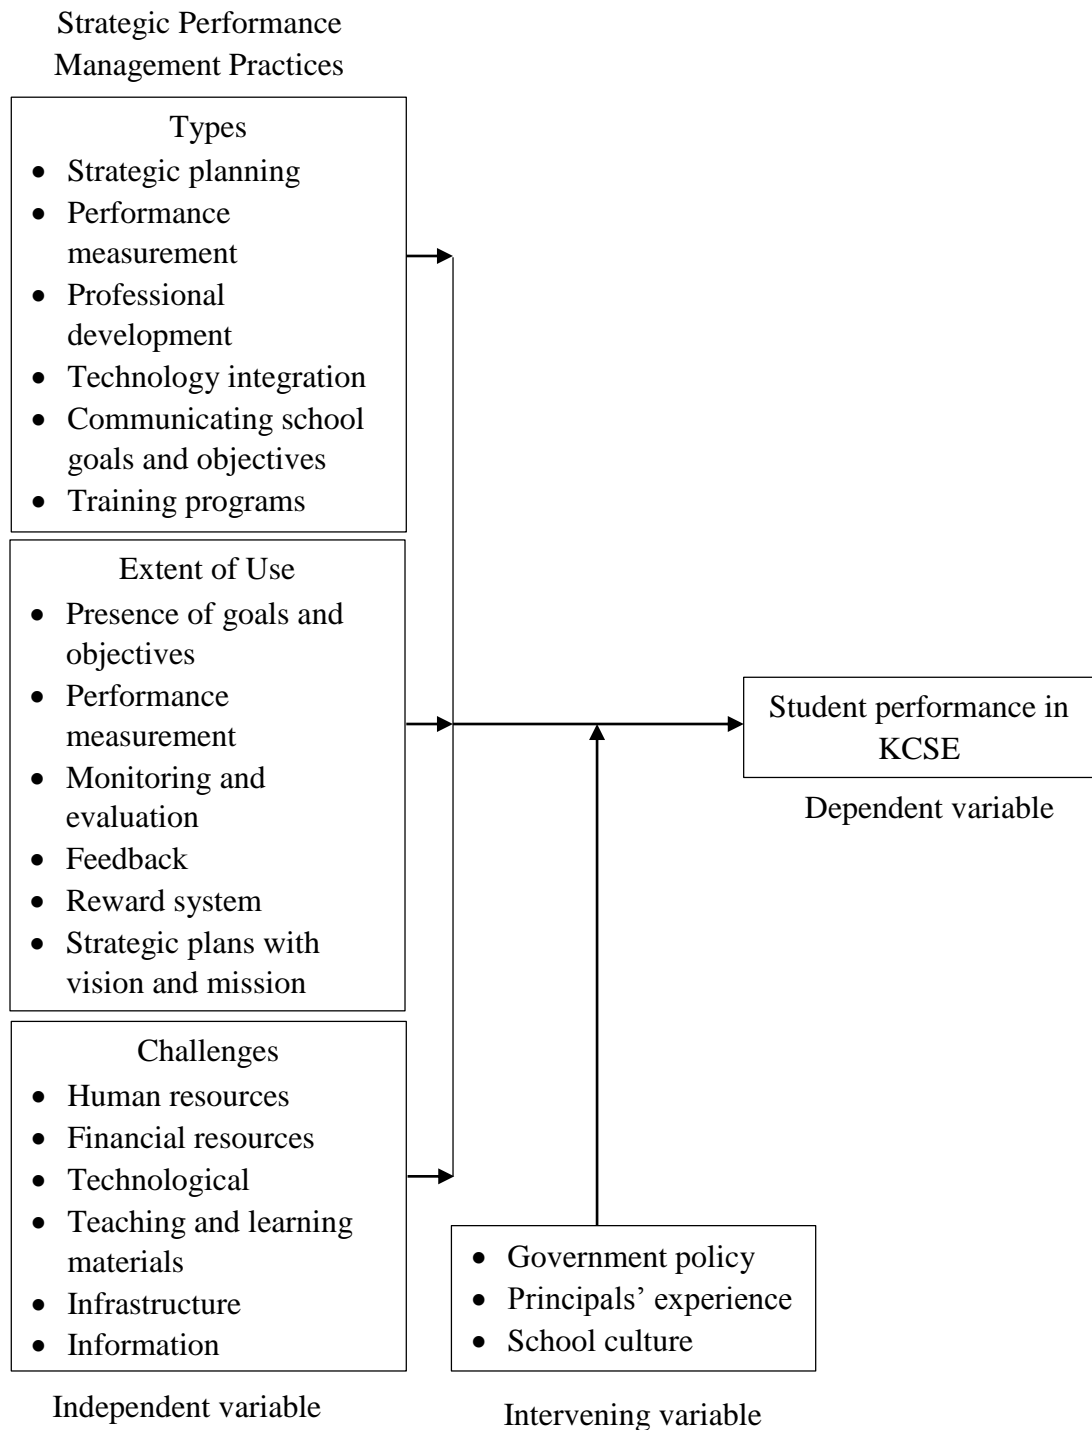 Strategic Performance
Management Practices
Types
• Strategic planning
• Performance
measurement
• Professional
development
• Technology integration
• Communicating school
goals and objectives
• Training programs
Extent of Use
• Presence of goals and
objectives
• Performance
measurement
• Monitoring and
evaluation
• Feedback
• Reward system
• Strategic plans with
vision and mission
Challenges
• Human resources
• Financial resources
• Technological
• Teaching and learning
materials
• Infrastructure
• Information
Independent variable
• Government policy
• Principals’ experience
• School culture
Intervening variable
Student performance in
KCSE
Dependent variable